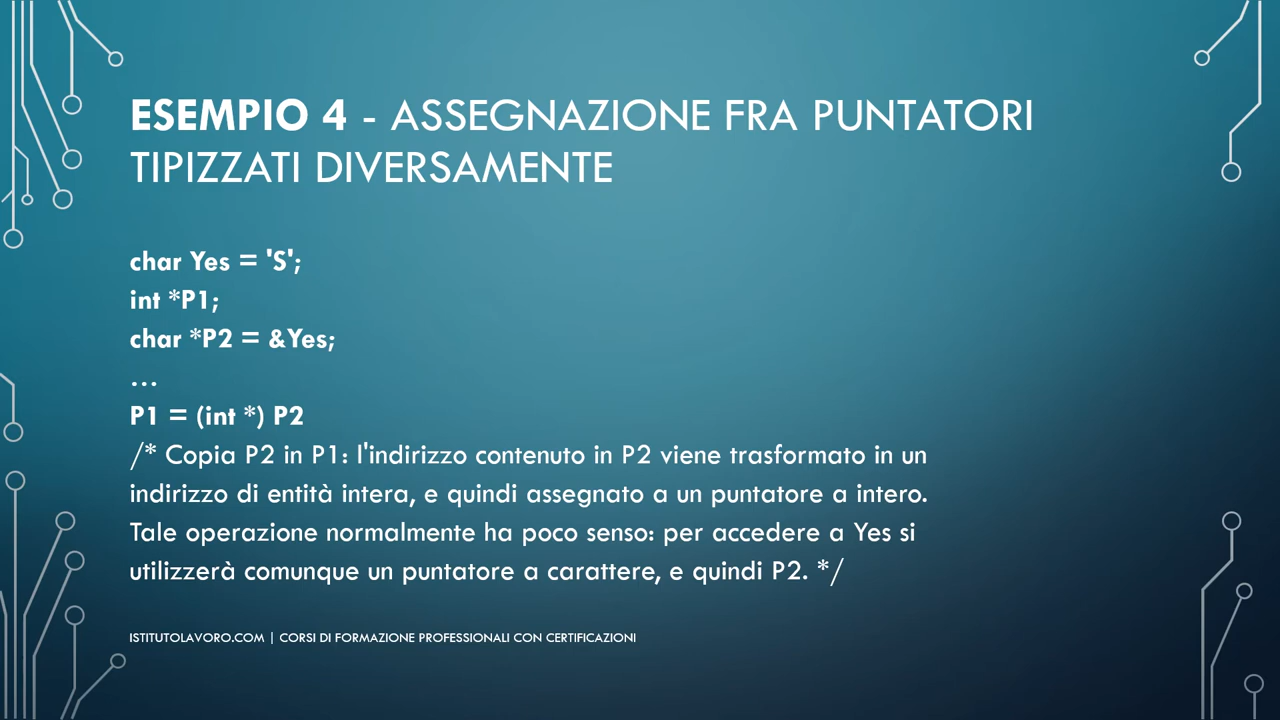 ESEMPIO 4 - ASSEGNAZIONE FRA PUNTATORI
TIPIZZATI DIVERSAMENTE
char Yes = 'S';
int *P1;
char *P2 = &Yes;
…
P1 = (int *) P2
/* Copia P2 in P1: l'indirizzo contenuto in P2 viene trasformato in un
indirizzo di entità intera, e quindi assegnato a un puntatore a intero.
Tale operazione normalmente ha poco senso: per accedere a Yes si
utilizzerà comunque un puntatore a carattere, e quindi P2. */
ISTITUTOLAVORO.COM | CORSI DI FORMAZIONE PROFESSIONALI CON CERTIFICAZIONI